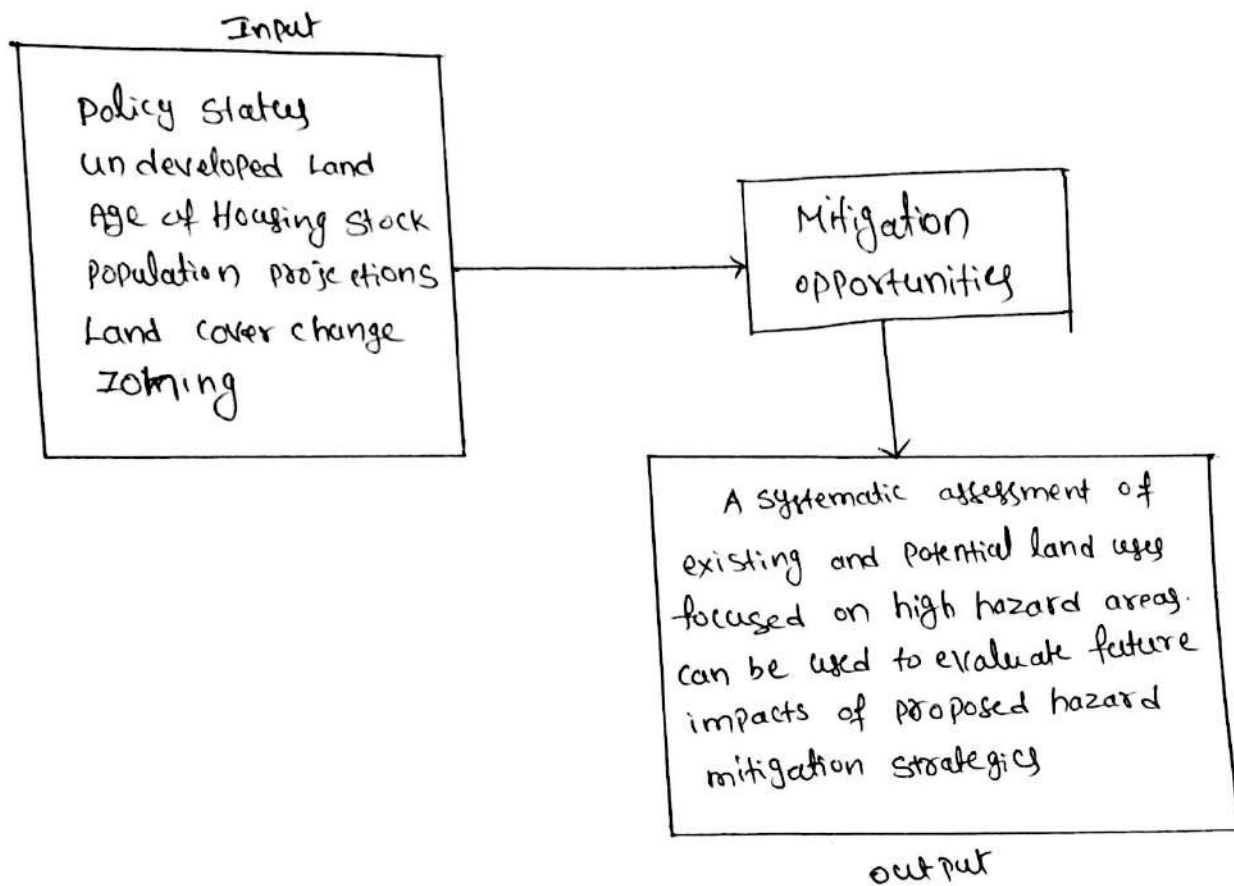 Input
Policy Status
undeveloped Land
Age of Housing Stock
Population projections
Land cover change
Zoning
Mitigation
opportunities
A systematic assessment of
existing and potential land uses
focused on high hazard areas.
can be used to evaluate future
impacts of proposed hazard
mitigation strategies
output